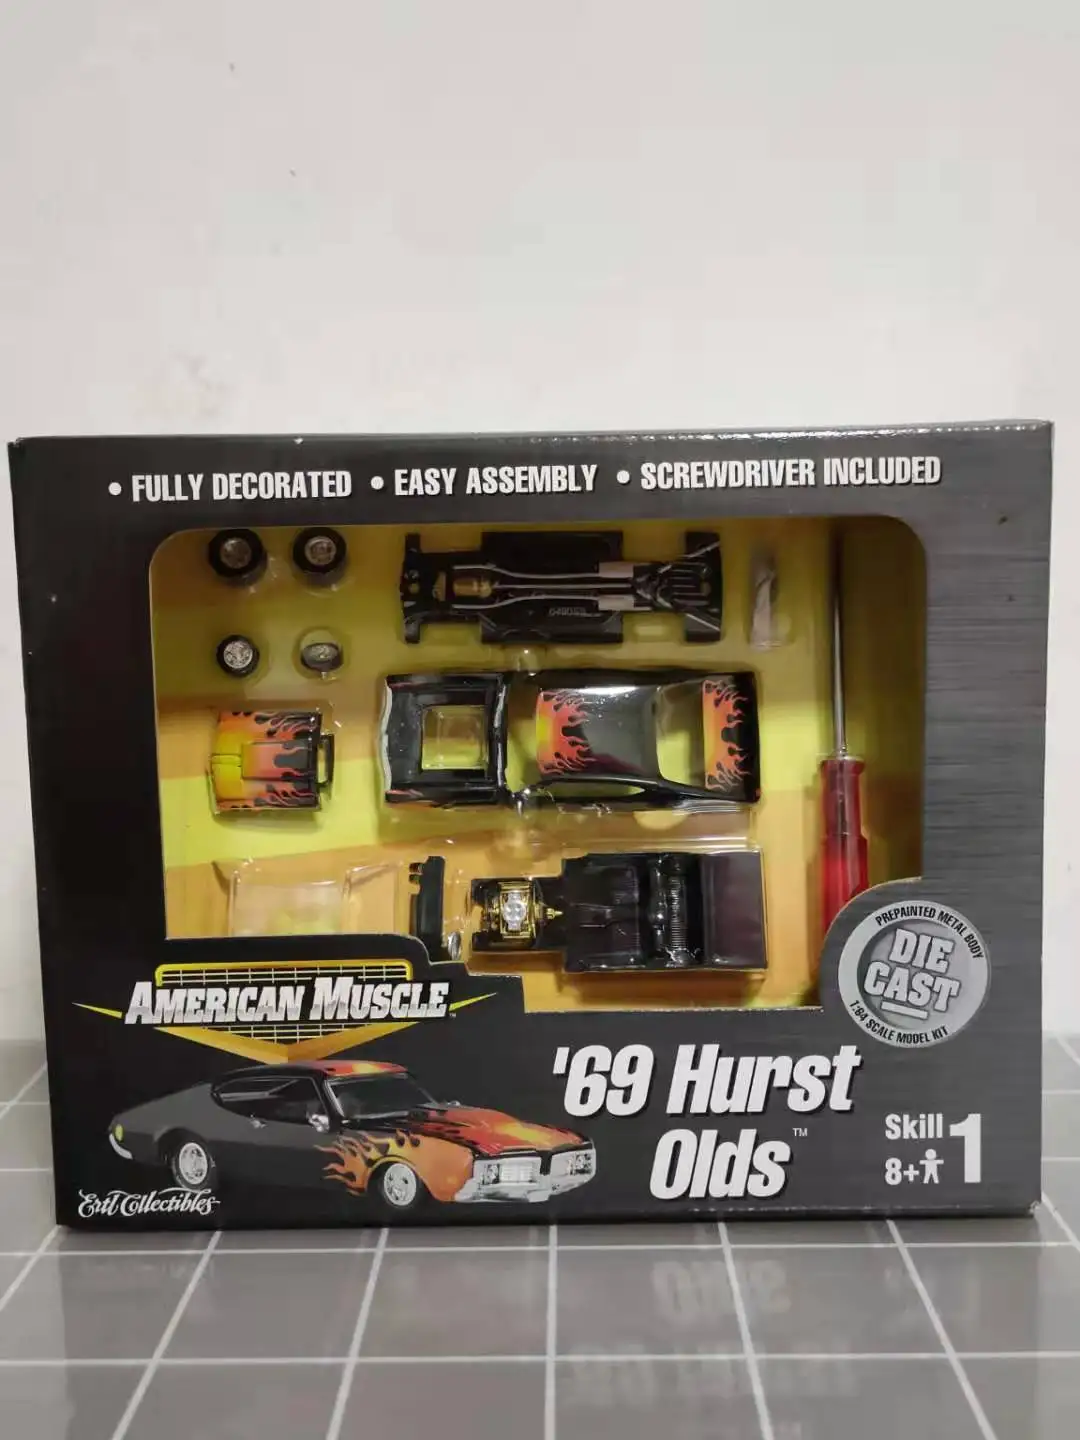 • FULLY DECORATED • EASY ASSEMBLY • SCREWDRIVER INCLUDED
PREPAINTED METAL BODY
DIE
CAST
1:64 SCALE MODEL KIT
AMERICAN MUSCLE
'69 Hurst
Olds™
Skill 1
8+
Ertl Collectibles